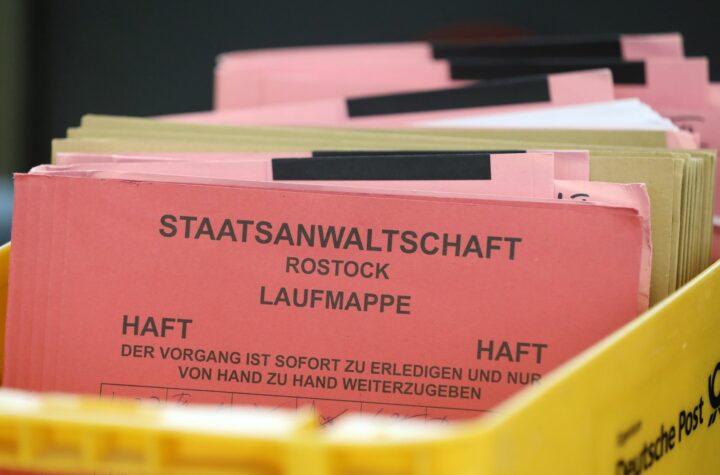 STAATSANWALTSCHAFT
ROSTOCK
LAUFMAPPE
HAFT HAFT
DER VORGANG IST SOFORT ZU ERLEDIGEN UND NUR
VON HAND ZU HAND WEITERZUGEBEN
Deutsche Post